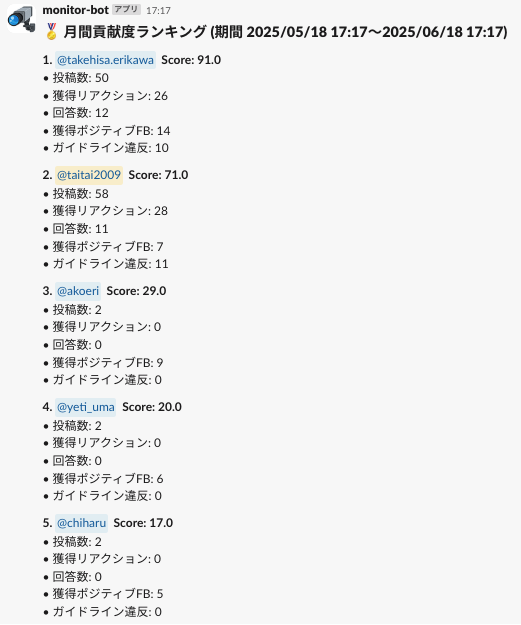 monitor-bot アプリ 17:17
🏅 月間貢献度ランキング (期間 2025/05/18 17:17〜2025/06/18 17:17)
1. @takehisa.erikawa Score: 91.0
• 投稿数: 50
• 獲得リアクション: 26
• 回答数: 12
• 獲得ポジティブFB: 14
• ガイドライン違反: 10
2. @taitai2009 Score: 71.0
• 投稿数: 58
• 獲得リアクション: 28
• 回答数: 11
• 獲得ポジティブFB: 7
• ガイドライン違反: 11
3. @akoeri Score: 29.0
• 投稿数: 2
• 獲得リアクション: 0
• 回答数: 0
• 獲得ポジティブFB: 9
• ガイドライン違反: 0
4. @yeti_uma Score: 20.0
• 投稿数: 2
• 獲得リアクション: 0
• 回答数: 0
• 獲得ポジティブFB: 6
• ガイドライン違反: 0
5. @chiharu Score: 17.0
• 投稿数: 2
• 獲得リアクション: 0
• 回答数: 0
• 獲得ポジティブFB: 5
• ガイドライン違反: 0